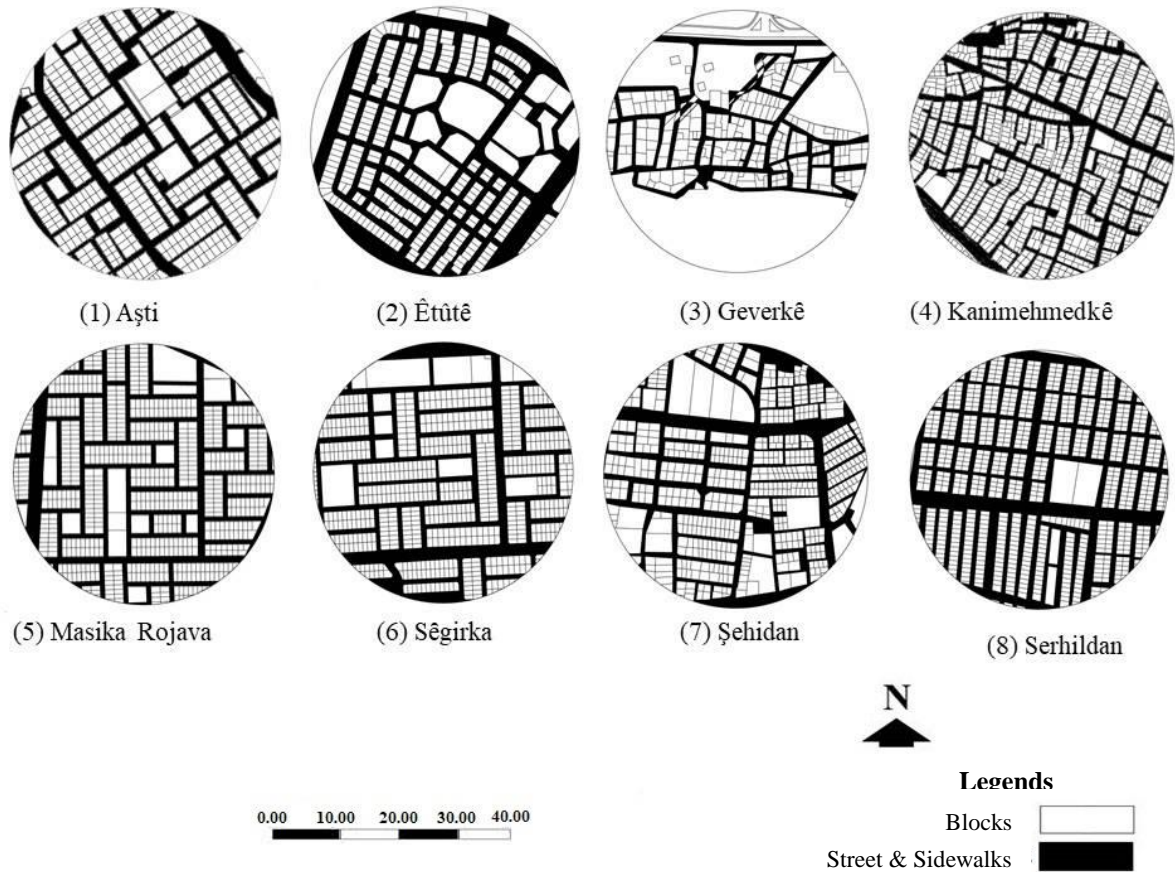 (1) Aşti
(2) Êtûtê
(3) Geverkê
(4) Kanimehmedkê
(5) Masika Rojava
(6) Sêgirka
(7) Şehidan
(8) Serhildan
N
Legends
Blocks
Street & Sidewalks
0.00 10.00 20.00 30.00 40.00